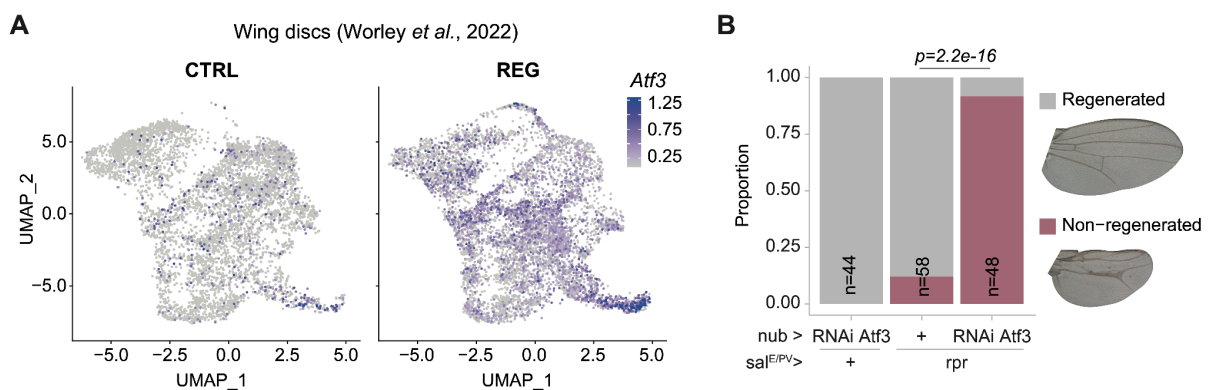 A
Wing discs (Worley et al., 2022)
CTRL
REG
Atf3
1.25
0.75
0.25
UMAP_2
5.0
0.0
−5.0
−5.0 −2.5 0.0 2.5 5.0
−5.0 −2.5 0.0 2.5 5.0
UMAP_1
UMAP_1
B
p=2.2e-16
Proportion
1.00
0.75
0.50
0.25
0.00
n=44
n=58
n=48
Regenerated
Non−regenerated
nub > RNAi Atf3 + RNAi Atf3
salE/PV> + rpr